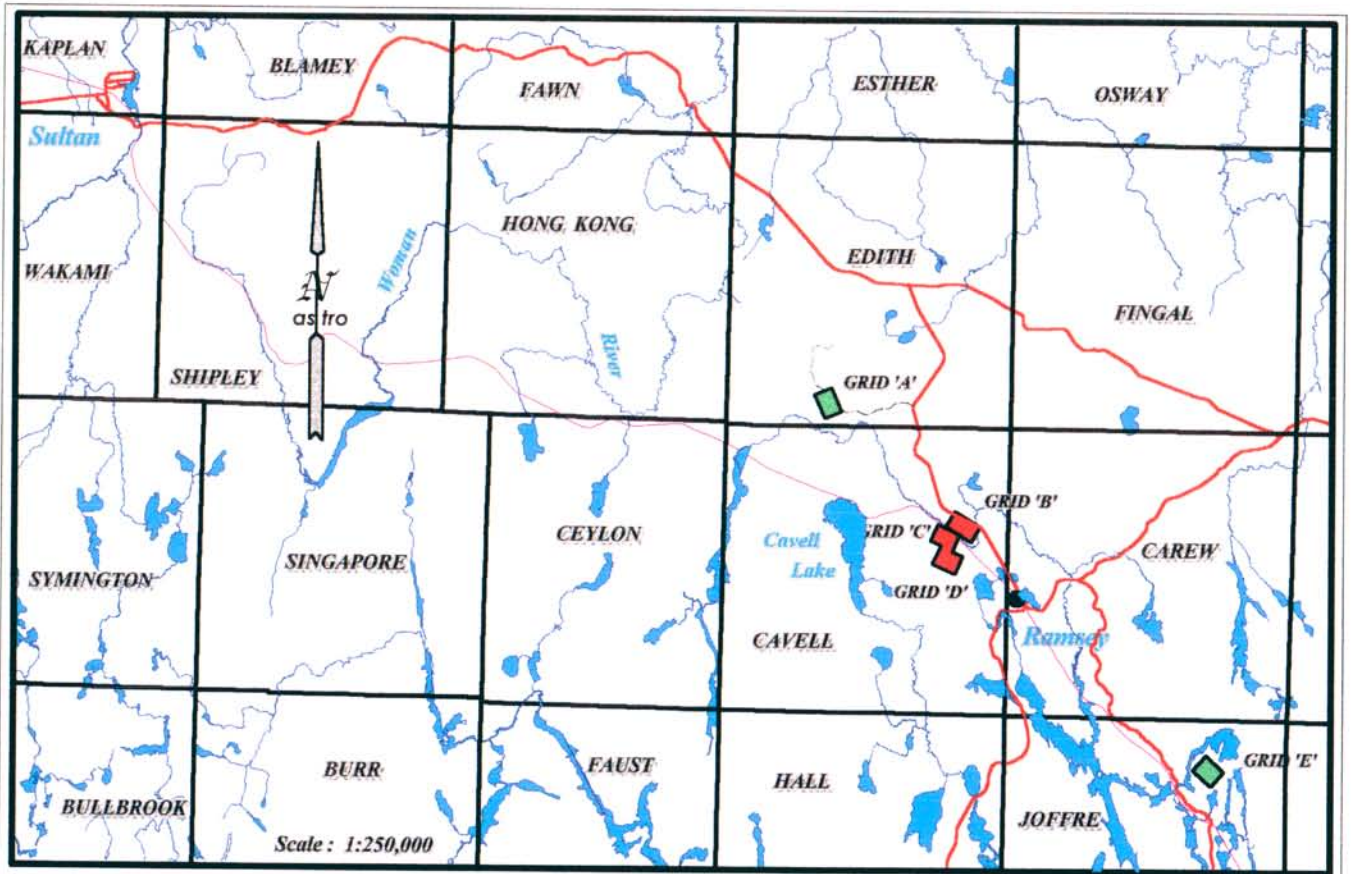 KAPLAN
BLAMEY
FAWN
ESTHER
OSWAY
Sultan
HONG KONG
Woman
River
EDITH
WAKAMI
N
astro
FINGAL
SHIPLEY
GRID 'A'
GRID 'B'
GRID 'C'
GRID 'D'
CEYLON
Cavell
Lake
CAREW
SYMINGTON
SINGAPORE
CAVELL
Ramsey
BURR
FAUST
HALL
GRID 'E'
BULLBROOK
JOFFRE
Scale : 1:250,000